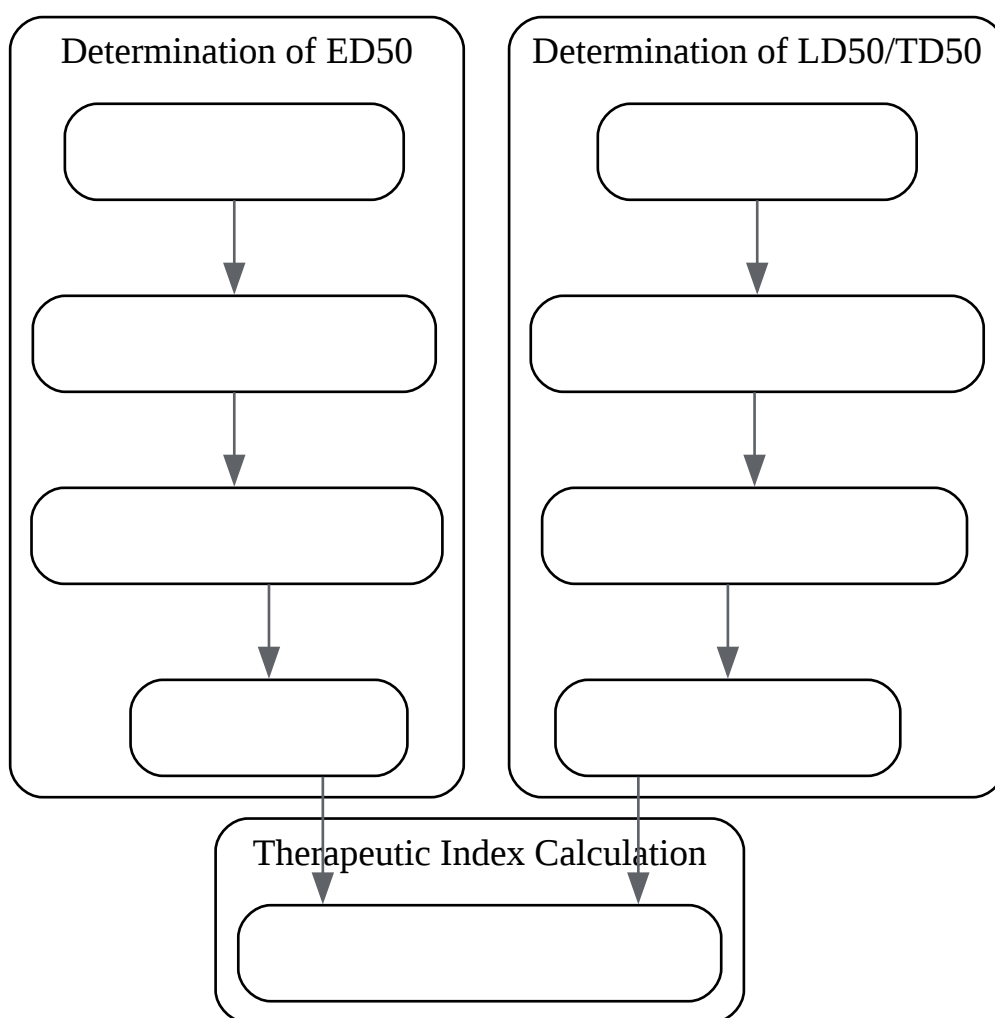 Determination of ED50
Determination of LD50/TD50
Therapeutic Index Calculation